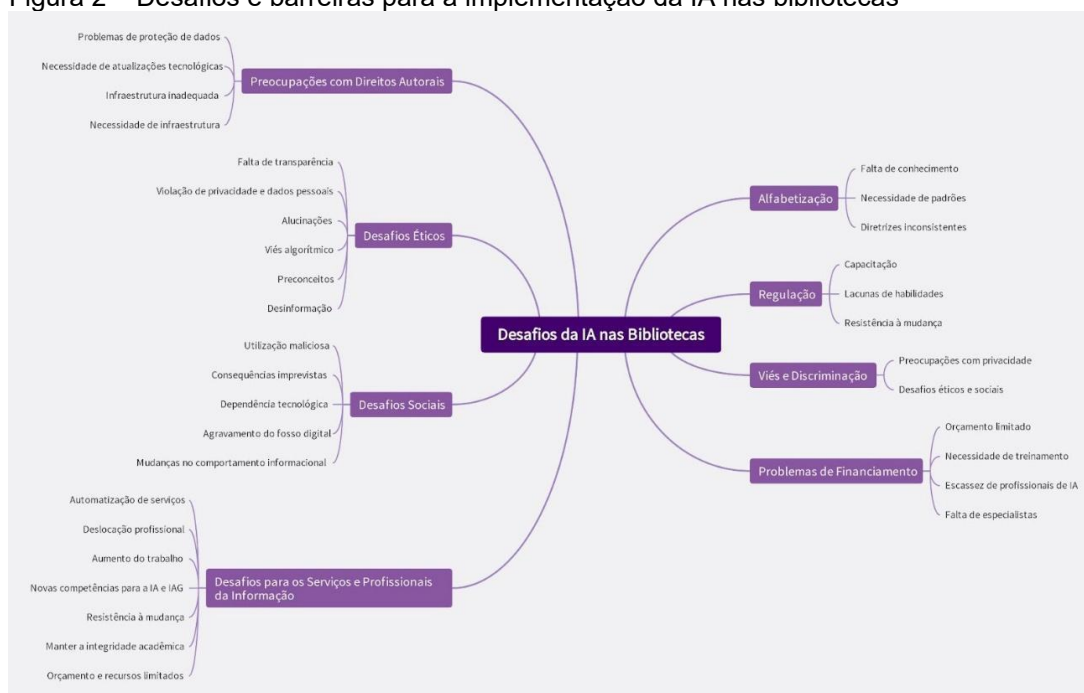 Figura 2 – Desafios e barreiras para a implementação da IA nas bibliotecas
Problemas de proteção de dados
Necessidade de atualizações tecnológicas
Infraestrutura inadequada
Necessidade de infraestrutura
Preocupações com Direitos Autorais
Falta de transparência
Violação de privacidade e dados pessoais
Alucinações
Viés algorítmico
Preconceitos
Desinformação
Desafios Éticos
Utilização maliciosa
Consequências imprevistas
Dependência tecnológica
Agravamento do fosso digital
Mudanças no comportamento informacional
Desafios Sociais
Automatização de serviços
Deslocação profissional
Aumento do trabalho
Novas competências para a IA e IAG
Resistência à mudança
Manter a integridade acadêmica
Orçamento e recursos limitados
Desafios para os Serviços e Profissionais
da Informação
Desafios da IA nas Bibliotecas
Alfabetização
Falta de conhecimento
Necessidade de padrões
Diretrizes inconsistentes
Regulação
Capacitação
Lacunas de habilidades
Resistência à mudança
Viés e Discriminação
Preocupações com privacidade
Desafios éticos e sociais
Problemas de Financiamento
Orçamento limitado
Necessidade de treinamento
Escassez de profissionais de IA
Falta de especialistas